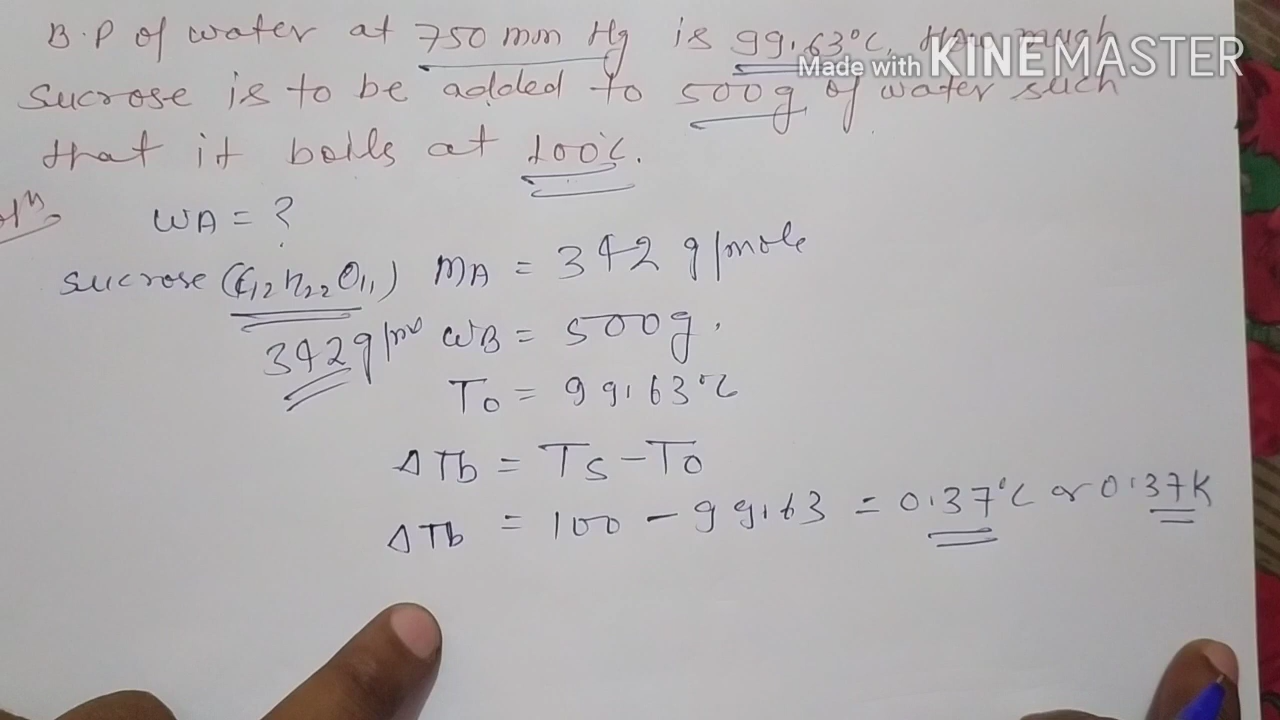 B.P of water at 750 mm Hg is 99.63°C. How much
Made with KINEMASTER
sucrose is to be added to 500g of water such
that it boils at 100°C.
Solⁿ
WA = ?
sucrose (C₁₂H₂₂O₁₁) MA = 342 g/mole
342 g/mo WB = 500g.
To = 99.63°C
ΔTb = Ts - To
ΔTb = 100 - 99.63 = 0.37°C or 0.37K